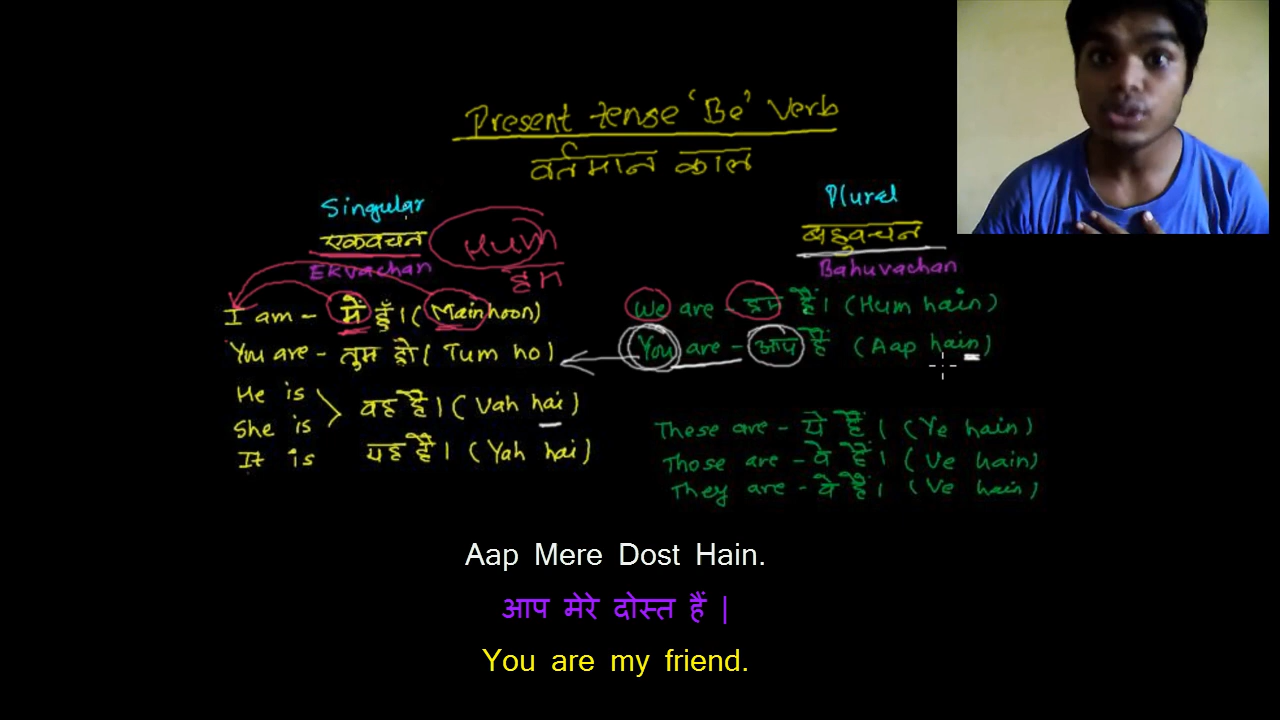 Present tense 'Be' Verb
वर्तमान काल
Singular
एकवचन
Ekvachan
Hum
हम
I am - मैं हूँ। (Main hoon)
You are - तुम हो ( Tum ho )
He is
She is
It is
वह है। ( Vah hai )
यह है। ( Yah hai )
Plural
बहुवचन
Bahuvachan
We are - हम हैं। (Hum hain)
You are - आप हैं (Aap hain)
These are - ये हैं। (Ye hain)
Those are - वे हैं। (Ve hain)
They are - वे हैं। (Ve hain)
Aap Mere Dost Hain.
आप मेरे दोस्त हैं |
You are my friend.